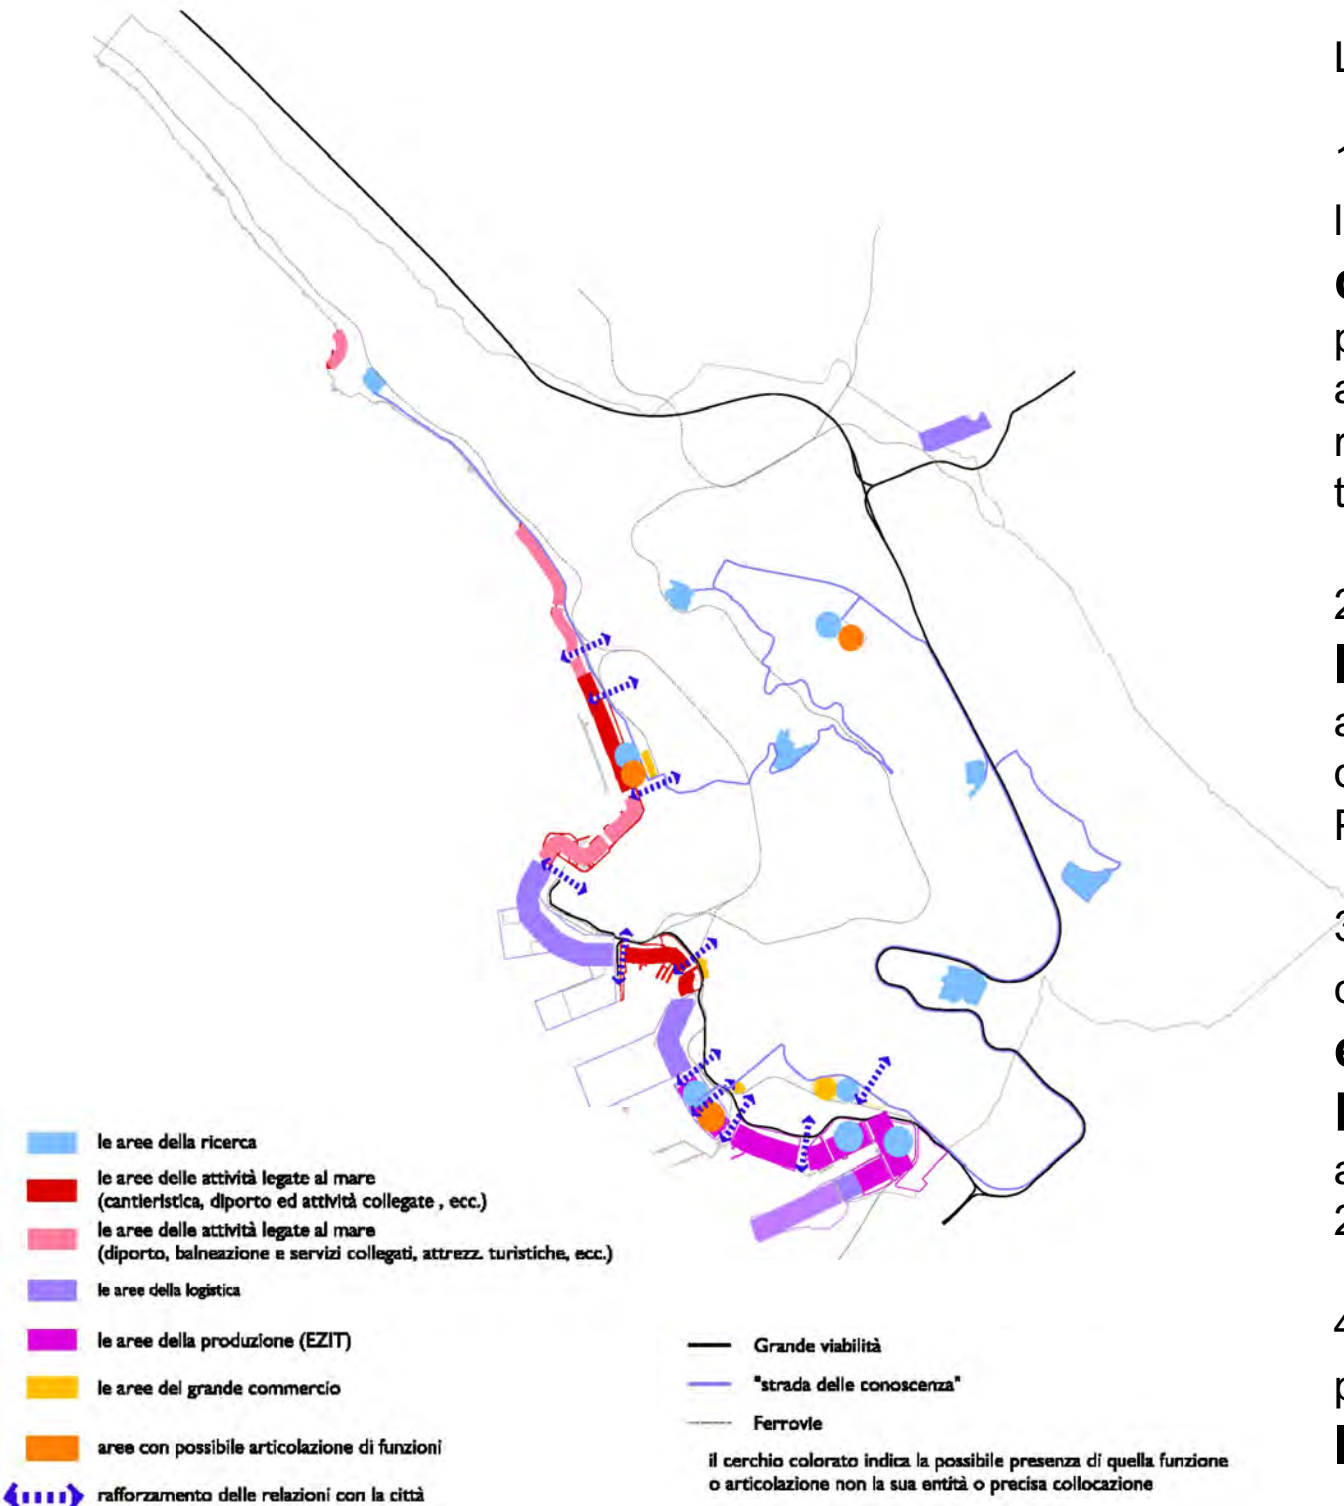 le aree della ricerca
le aree delle attività legate al mare
(cantieristica, diporto ed attività collegate , ecc.)
le aree delle attività legate al mare
(diporto, balneazione e servizi collegati, attrezz. turistiche, ecc.)
le aree della logistica
le aree della produzione (EZIT)
le aree del grande commercio
aree con possibile articolazione di funzioni
rafforzamento delle relazioni con la città
Grande viabilità
"strada delle conoscenza"
Ferrovie
il cerchio colorato indica la possibile presenza di quella funzione
o articolazione non la sua entità o precisa collocazione